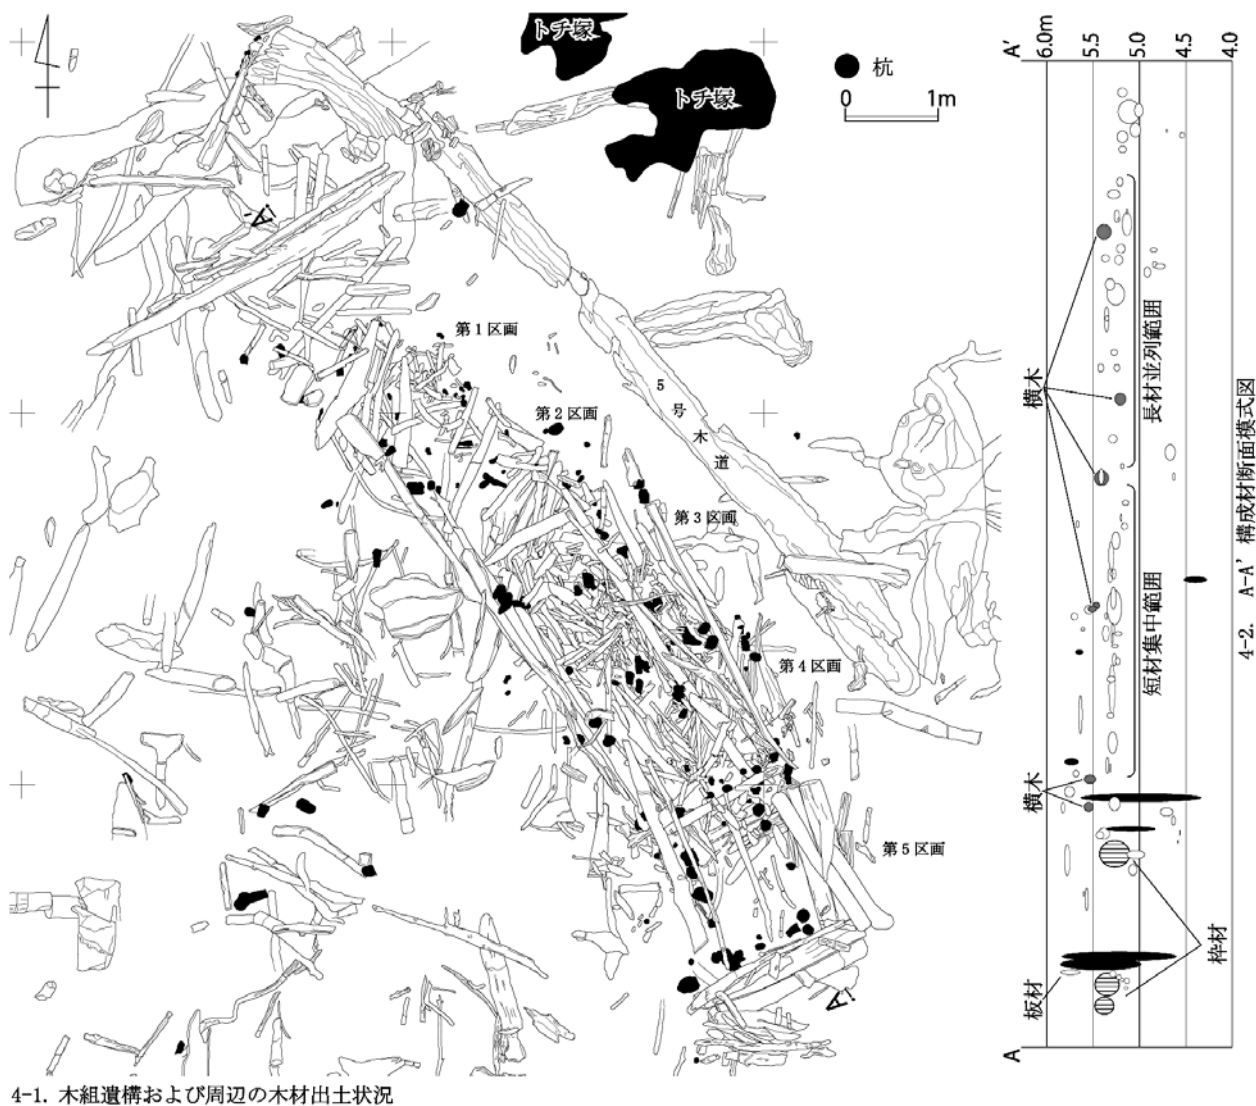 トチ塚
トチ塚
杭
0 1m
A'
第1区画
第2区画
5号木道
第3区画
第4区画
第5区画
A
4-1. 木組遺構および周辺の木材出土状況
A'
6.0m
5.5
5.0
4.5
4.0
横木
長材並列範囲
短材集中範囲
横木
枠材
板材
A
4-2. A-A' 構成材断面模式図